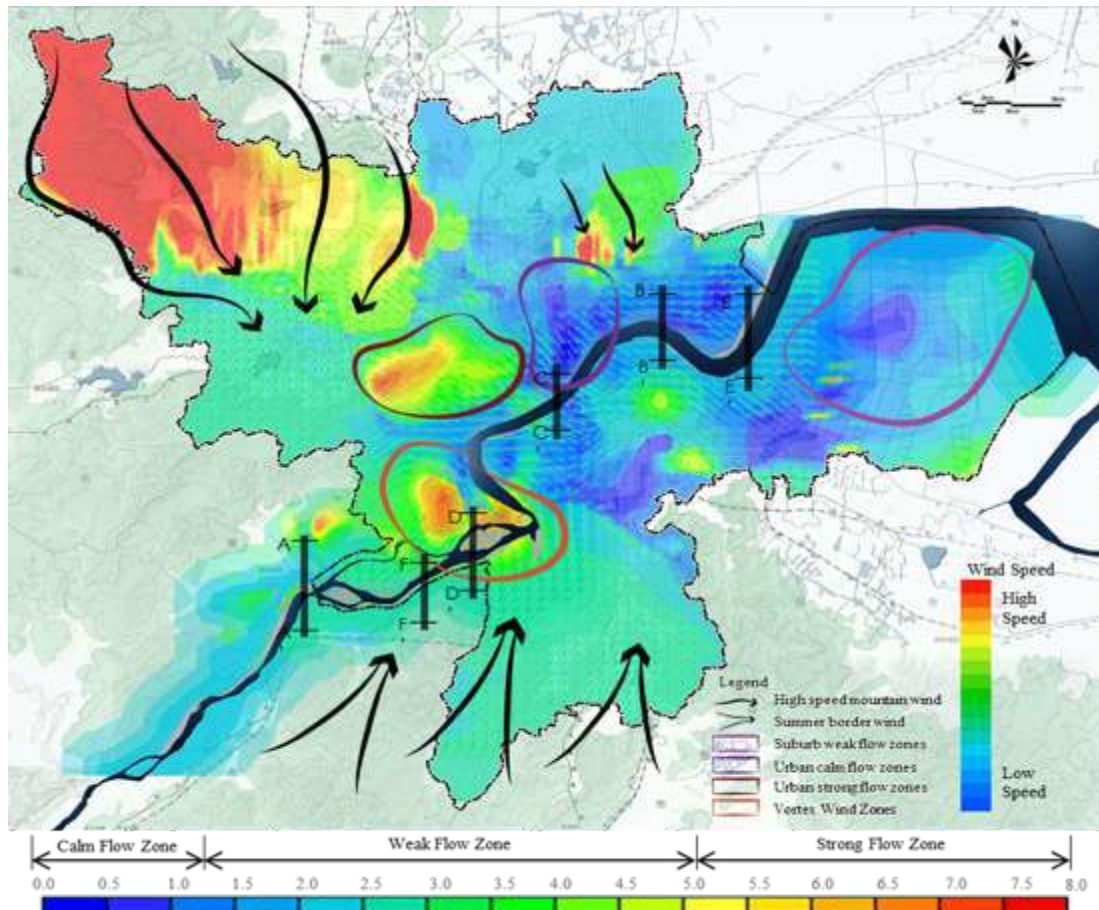 N
B
E
B
C
E
C
D
A
F
D
F
Wind Speed
High
Speed
Low
Speed
Legend
High speed mountain wind
Summer border wind
Suburb weak flow zones
Urban calm flow zones
Urban strong flow zones
Vortex Wind Zones
Calm Flow Zone
Weak Flow Zone
Strong Flow Zone
0.0 0.5 1.0 1.5 2.0 2.5 3.0 3.5 4.0 4.5 5.0 5.5 6.0 6.5 7.0 7.5 8.0